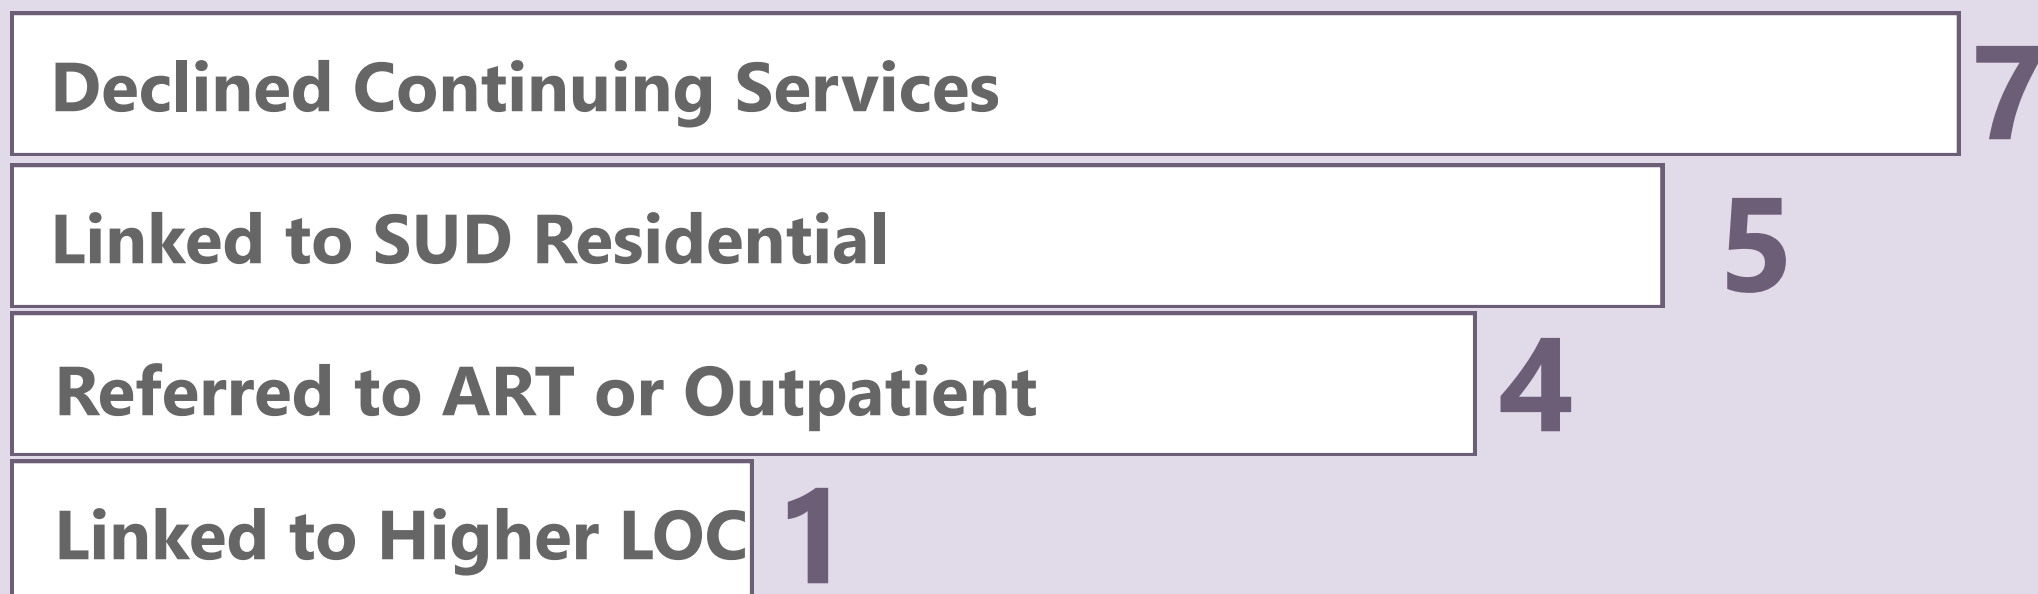 Declined Continuing Services 7
Linked to SUD Residential 5
Referred to ART or Outpatient 4
Linked to Higher LOC 1